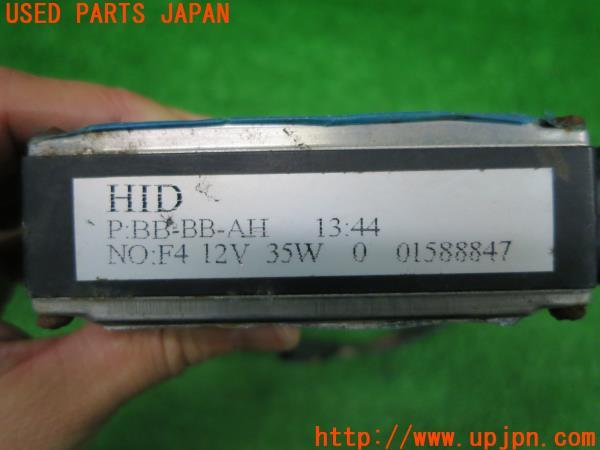 USED PARTS JAPAN
HID
P:BB-BB-AH 13:44
NO:F4 12V 35W 0 01588847
http://www.upjpn.com/